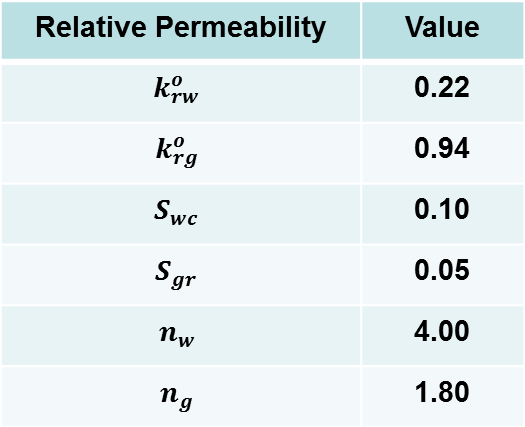 Relative Permeability Value
k°rw 0.22
k°rg 0.94
Swc 0.10
Sgr 0.05
nw 4.00
ng 1.80